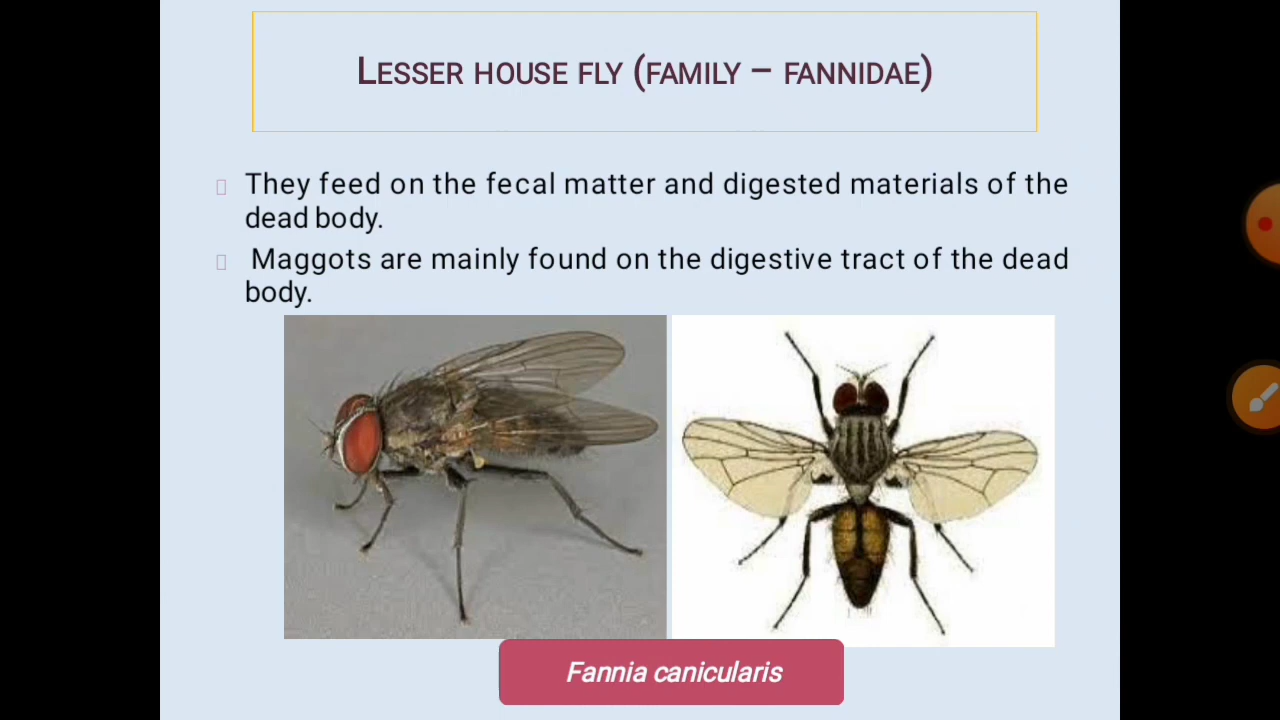 LESSER HOUSE FLY (FAMILY – FANNIDAE)
They feed on the fecal matter and digested materials of the
dead body.
Maggots are mainly found on the digestive tract of the dead
body.
Fannia canicularis